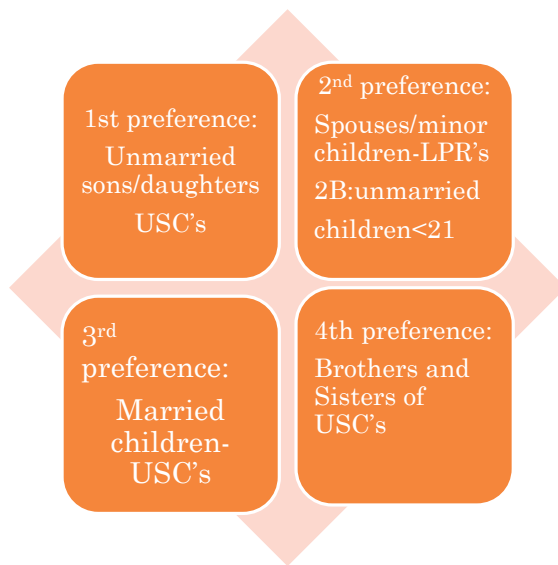 1st preference:
Unmarried
sons/daughters
USC’s
2nd preference:
Spouses/minor
children-LPR’s
2B:unmarried
children<21
3rd
preference:
Married
children-
USC’s
4th preference:
Brothers and
Sisters of
USC’s